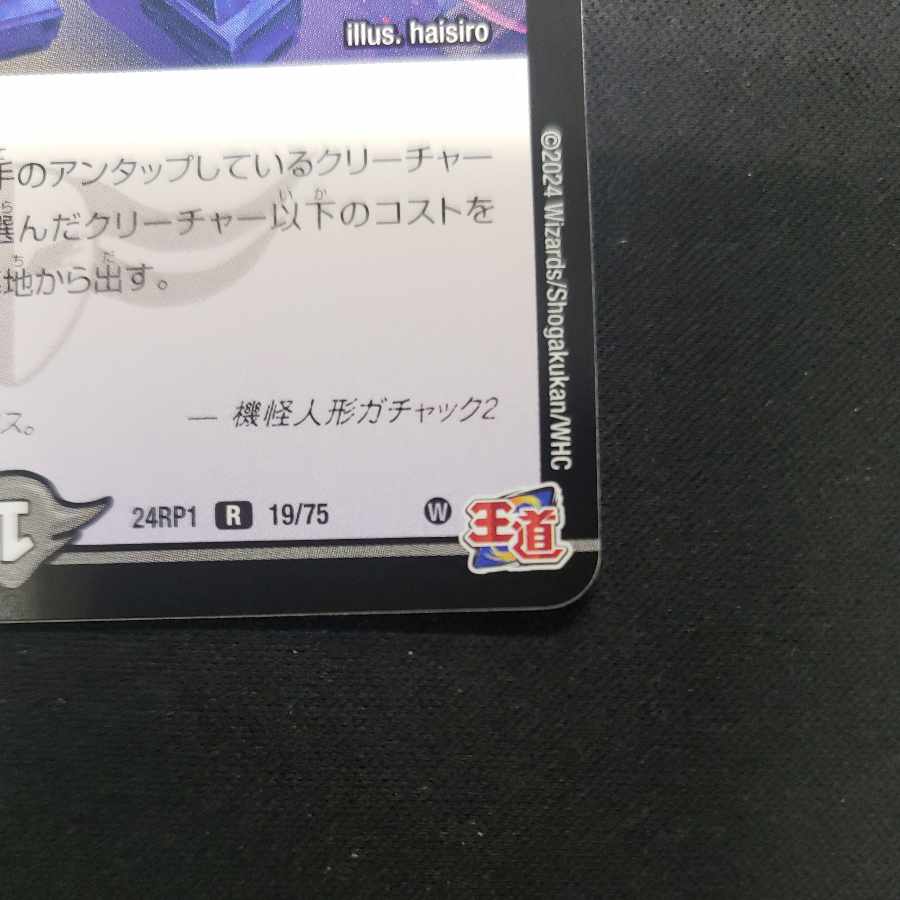 illus. haisiro
手のアンタップしているクリーチャー
選んだクリーチャー以下のコストを
墓地から出す。
ス。
— 機怪人形ガチャック2
24RP1 R 19/75 W 王道
©2024 Wizards/Shogakukan/WHC
1